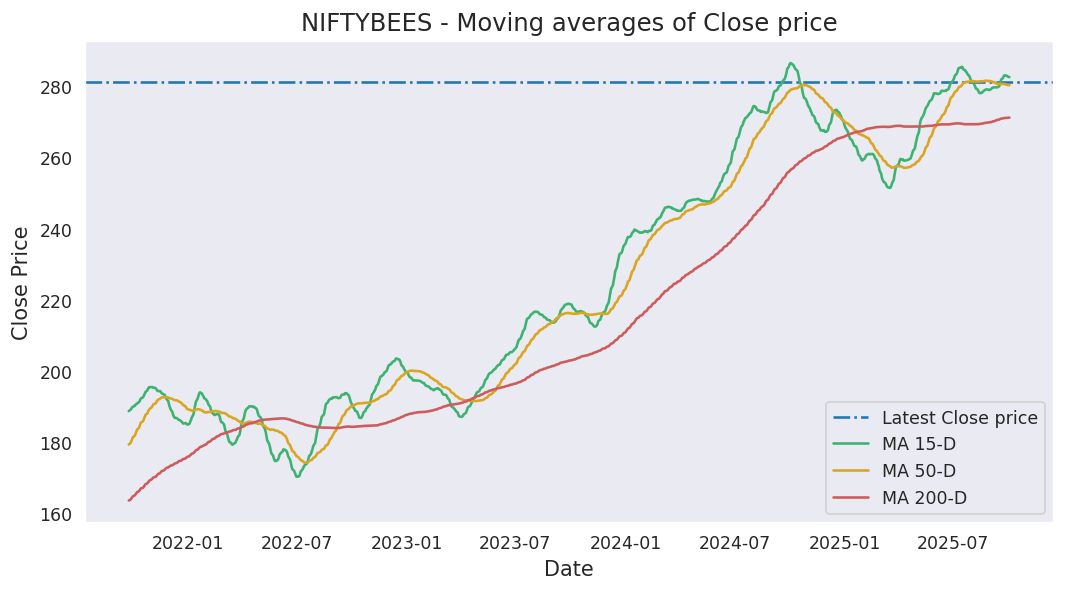 NIFTYBEES - Moving averages of Close price
Close Price
280
260
240
220
200
180
160
2022-01
2022-07
2023-01
2023-07
2024-01
2024-07
2025-01
2025-07
Date
Latest Close price
MA 15-D
MA 50-D
MA 200-D